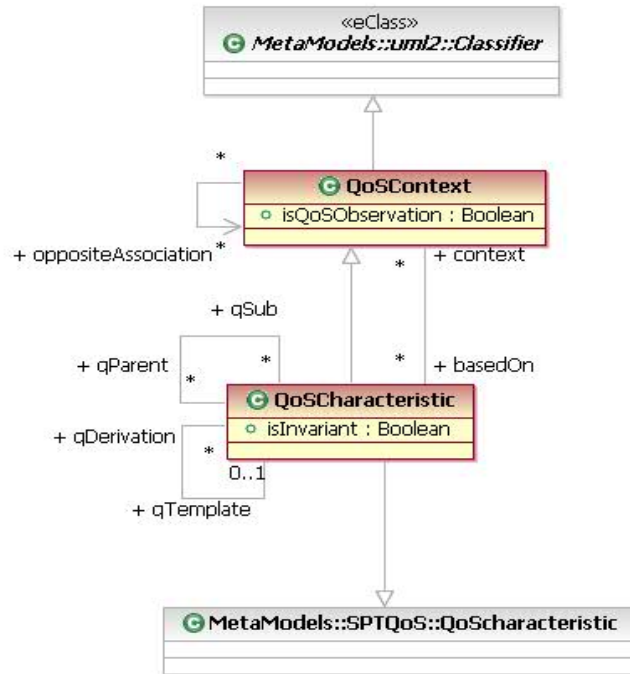 «eClass»
MetaModels::uml2::Classifier
*
QoSContext
isQoSObservation : Boolean
+ oppositeAssociation
*
*
+ context
+ qSub
+ qParent
*
*
*
+ basedOn
QoSCharacteristic
+ qDerivation
isInvariant : Boolean
*
0..1
+ qTemplate
MetaModels::SPTQoS::QoScharacteristic